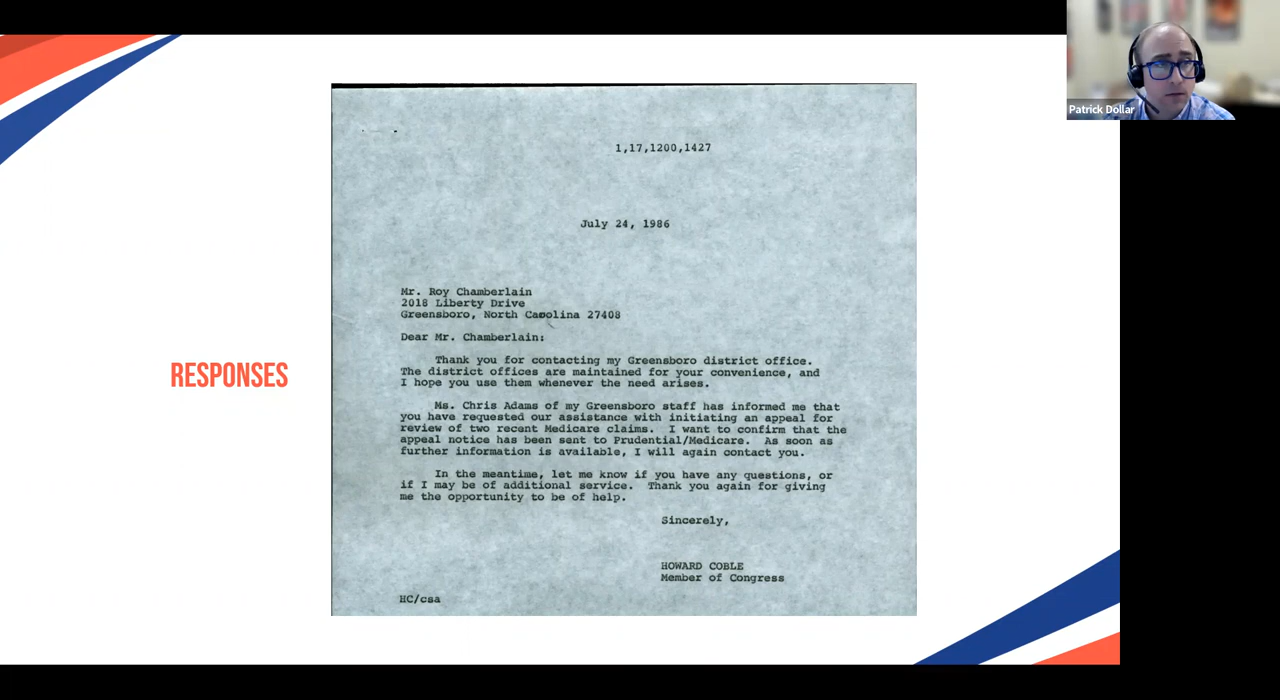 Patrick Dollar
RESPONSES
1,17,1200,1427
July 24, 1986
Mr. Roy Chamberlain
2018 Liberty Drive
Greensboro, North Carolina 27408
Dear Mr. Chamberlain:
Thank you for contacting my Greensboro district office.
The district offices are maintained for your convenience, and
I hope you use them whenever the need arises.
Ms. Chris Adams of my Greensboro staff has informed me that
you have requested our assistance with initiating an appeal for
review of two recent Medicare claims. I want to confirm that the
appeal notice has been sent to Prudential/Medicare. As soon as
further information is available, I will again contact you.
In the meantime, let me know if you have any questions, or
if I may be of additional service. Thank you again for giving
me the opportunity to be of help.
Sincerely,
HOWARD COBLE
Member of Congress
HC/csa